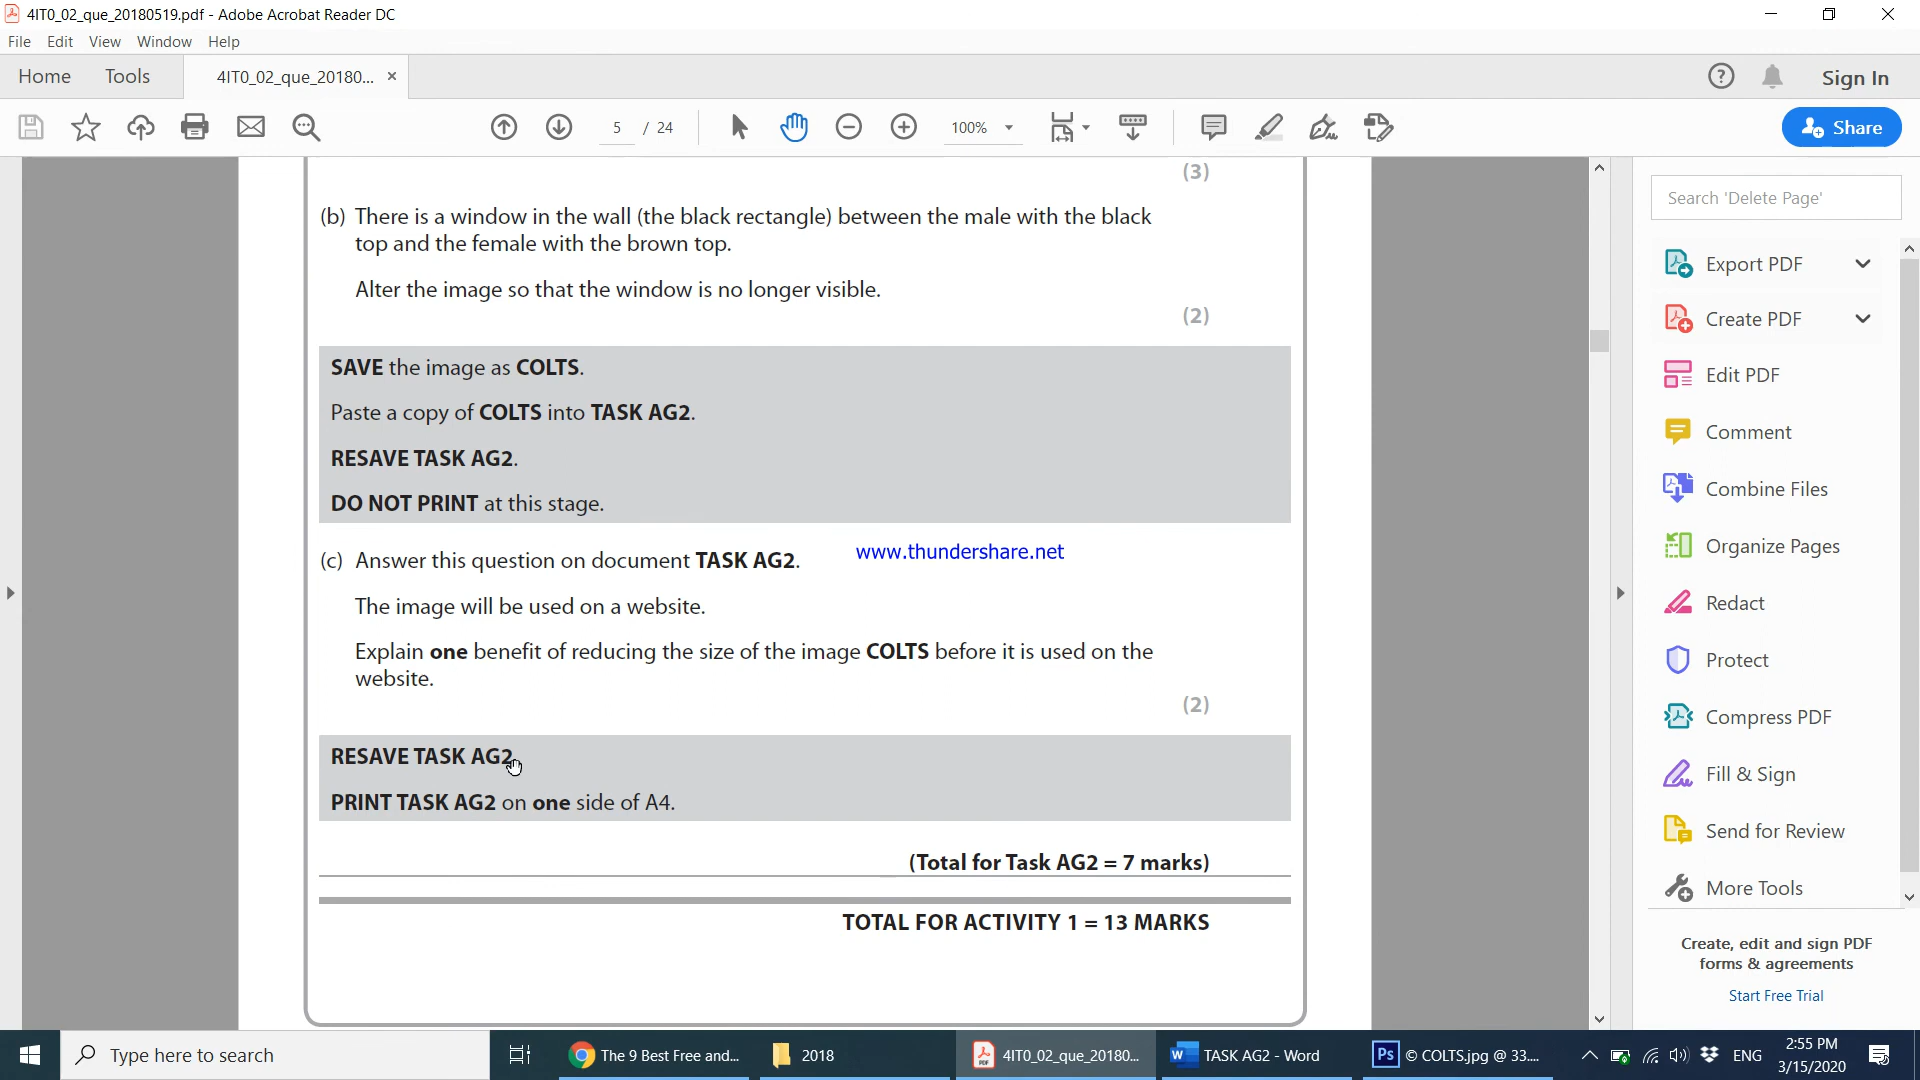 4IT0_02_que_20180519.pdf - Adobe Acrobat Reader DC
File Edit View Window Help
Home Tools 4IT0_02_que_20180... × Sign In
5 / 24 100% Share
(3)
(b) There is a window in the wall (the black rectangle) between the male with the black
top and the female with the brown top.
Alter the image so that the window is no longer visible.
(2)
SAVE the image as COLTS.
Paste a copy of COLTS into TASK AG2.
RESAVE TASK AG2.
DO NOT PRINT at this stage.
www.thundershare.net
(c) Answer this question on document TASK AG2.
The image will be used on a website.
Explain one benefit of reducing the size of the image COLTS before it is used on the
website.
(2)
RESAVE TASK AG2.
PRINT TASK AG2 on one side of A4.
(Total for Task AG2 = 7 marks)
TOTAL FOR ACTIVITY 1 = 13 MARKS
Search 'Delete Page'
Export PDF
Create PDF
Edit PDF
Comment
Combine Files
Organize Pages
Redact
Protect
Compress PDF
Fill & Sign
Send for Review
More Tools
Create, edit and sign PDF
forms & agreements
Start Free Trial
Type here to search
The 9 Best Free and...
2018
4IT0_02_que_20180...
TASK AG2 - Word
Ps © COLTS.jpg @ 33....
ENG
2:55 PM
3/15/2020